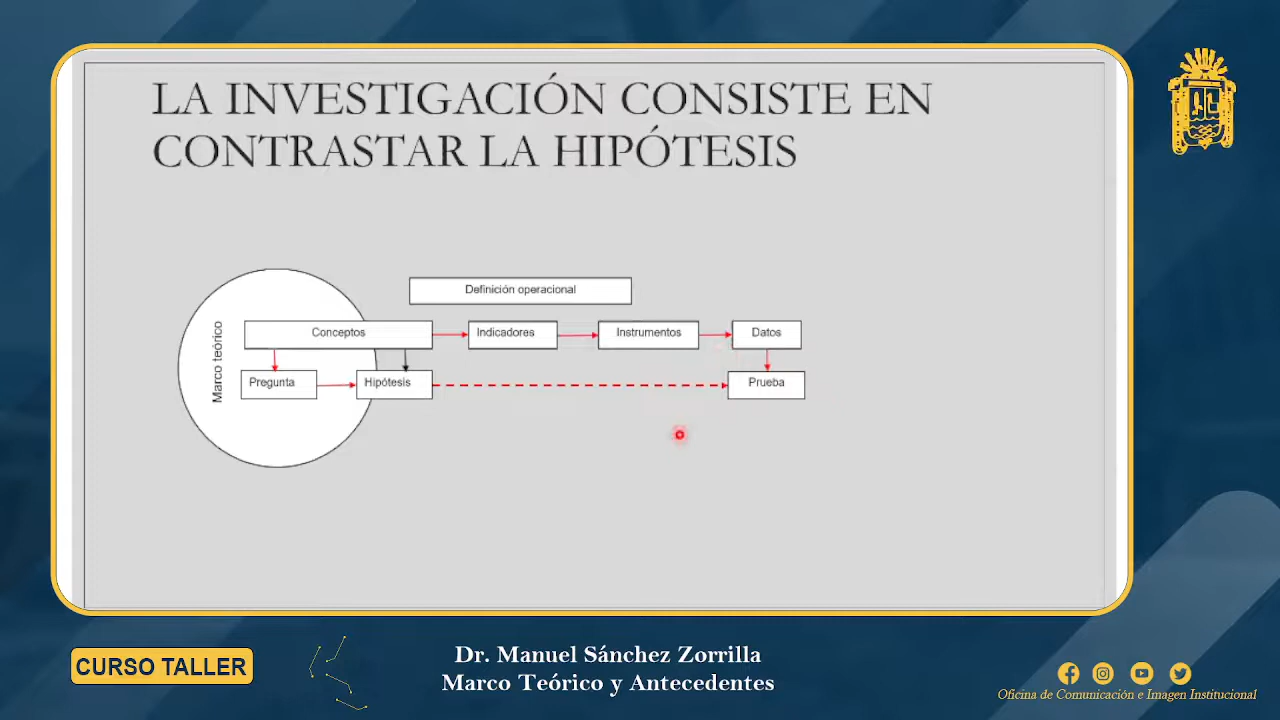 LA INVESTIGACIÓN CONSISTE EN
CONTRASTAR LA HIPÓTESIS
Definición operacional
Marco teórico
Conceptos
Indicadores
Instrumentos
Datos
Pregunta
Hipótesis
Prueba
CURSO TALLER
Dr. Manuel Sánchez Zorrilla
Marco Teórico y Antecedentes
Oficina de Comunicación e Imagen Institucional